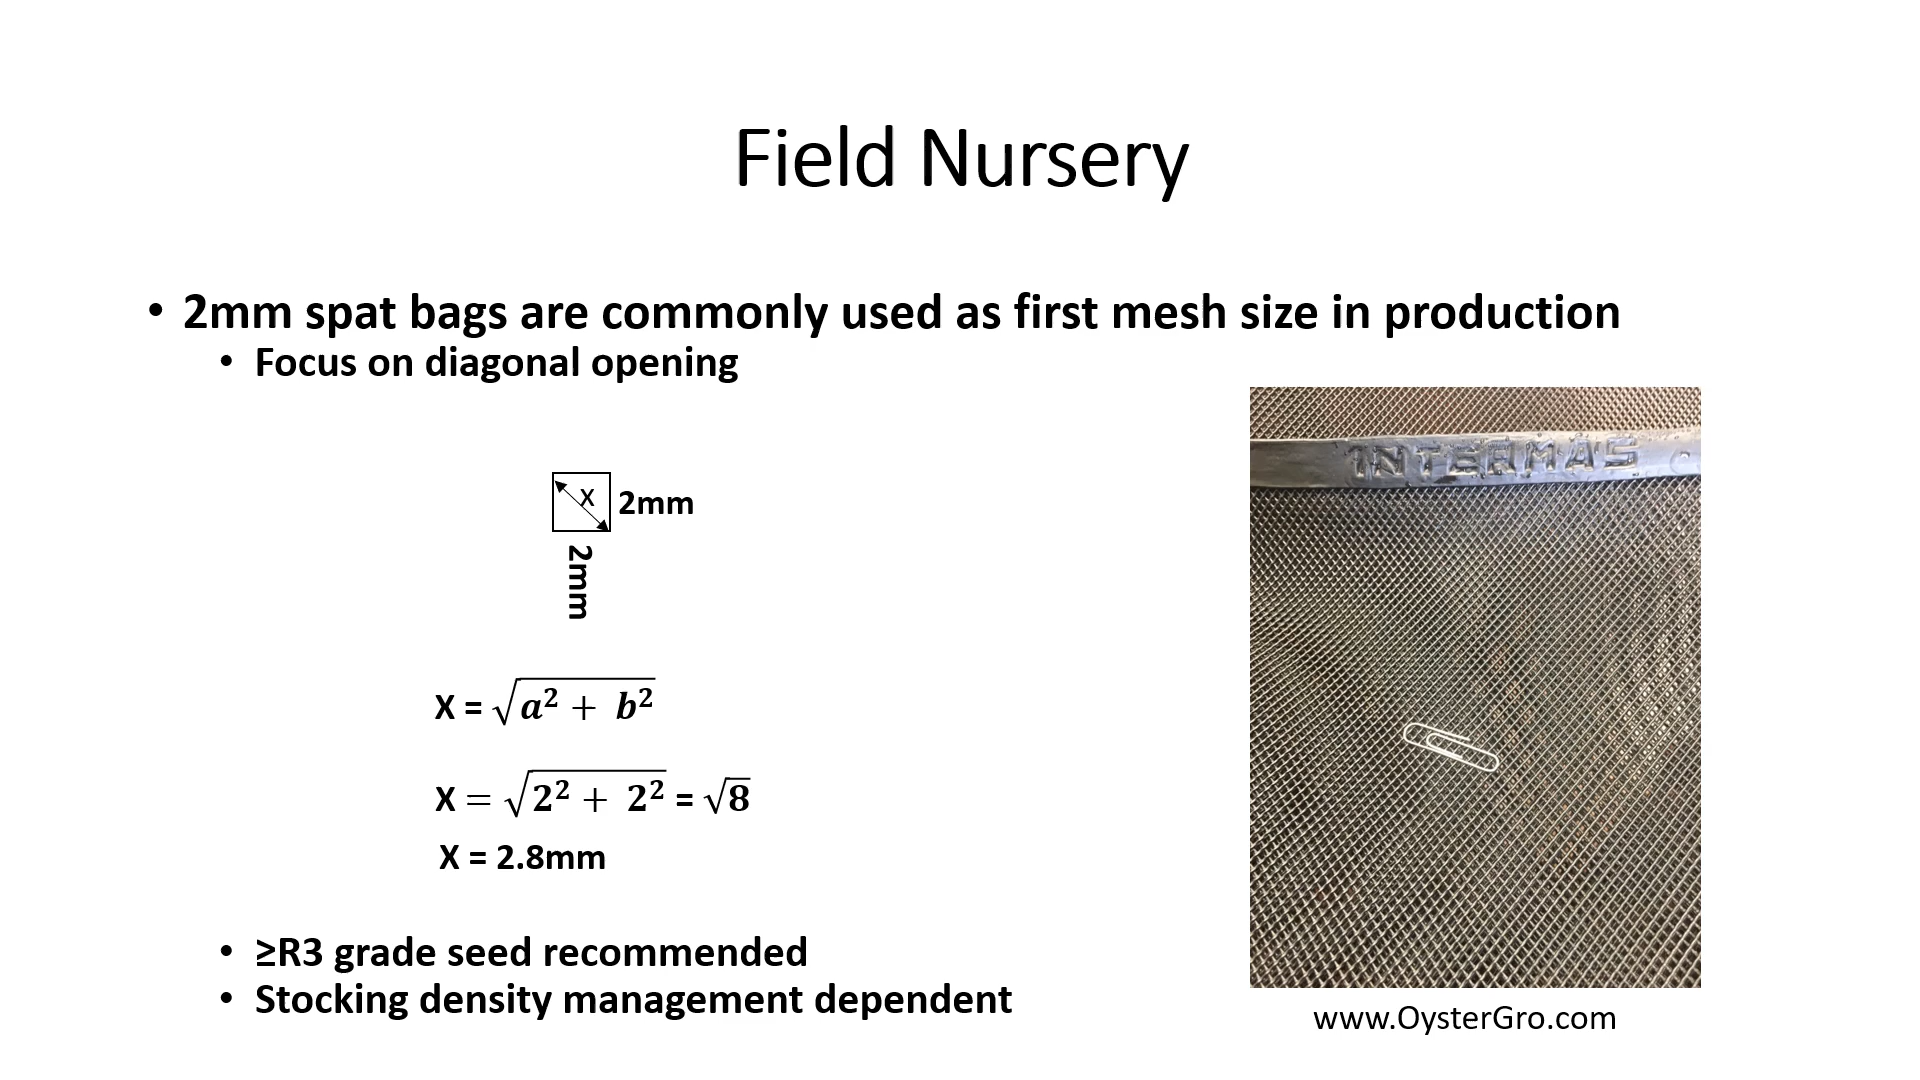 Field Nursery
• 2mm spat bags are commonly used as first mesh size in production
• Focus on diagonal opening
INTERMAS
X 2mm
2mm
X = √(a² + b²)
X = √(2² + 2²) = √8
X = 2.8mm
• ≥R3 grade seed recommended
• Stocking density management dependent
www.OysterGro.com